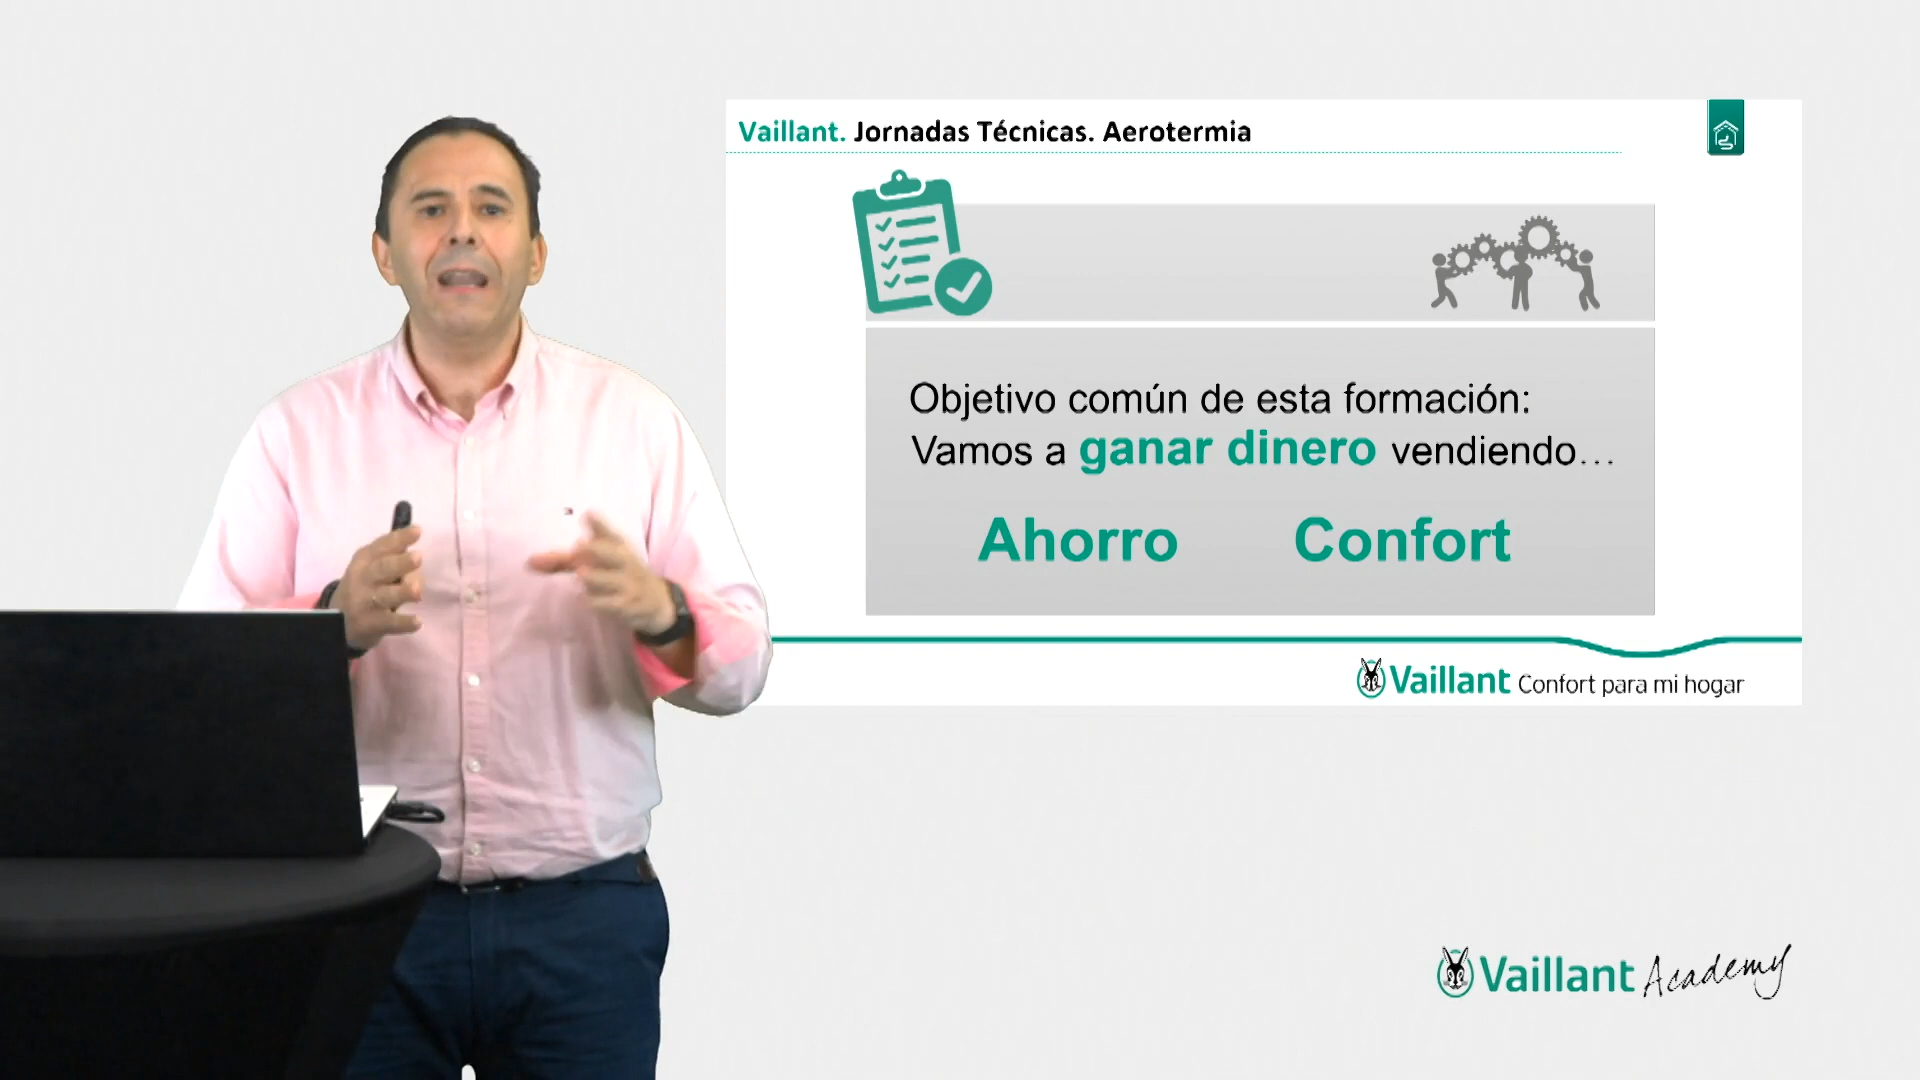 Vaillant. Jornadas Técnicas. Aerotermia
Objetivo común de esta formación:
Vamos a ganar dinero vendiendo...
Ahorro Confort
Vaillant Confort para mi hogar
Vaillant Academy